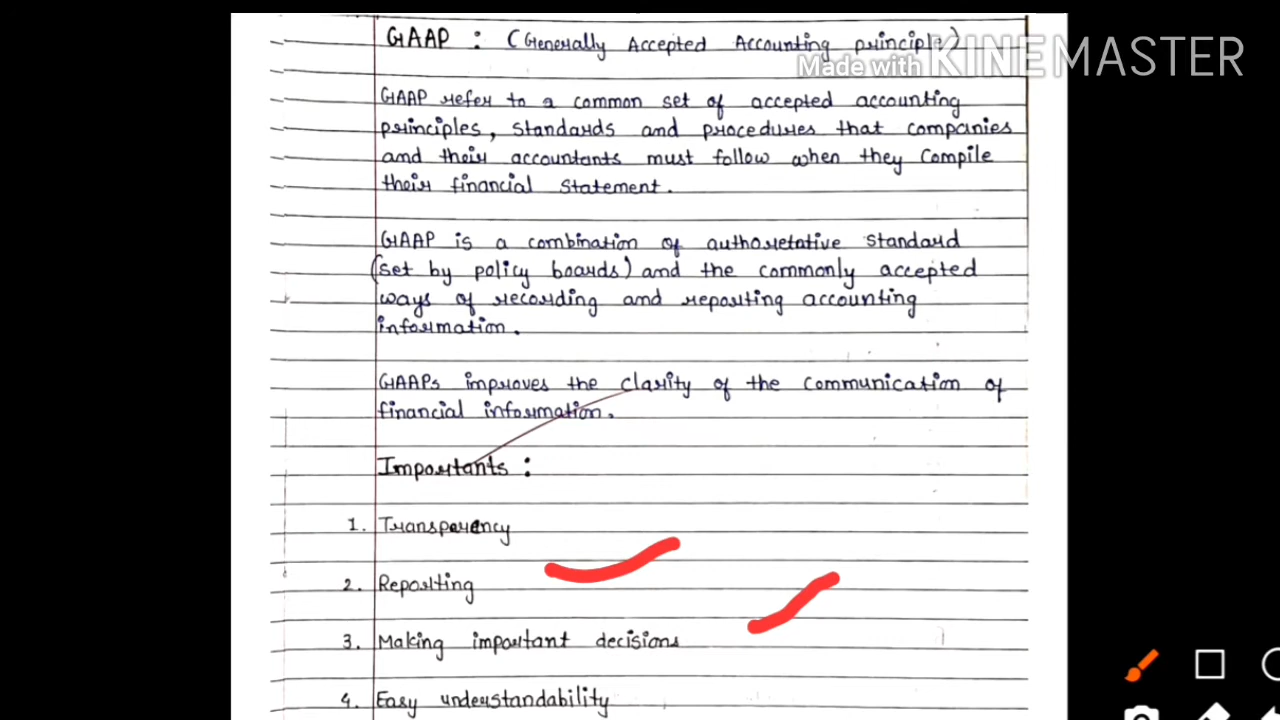 GAAP : (Generally Accepted Accounting principle)
Made with KINEMASTER
GAAP refer to a common set of accepted accounting
principles, standards and procedures that companies
and their accountants must follow when they compile
their financial statement.
GAAP is a combination of authoretative standard
(set by policy boards) and the commonly accepted
ways of recording and reporting accounting
information.
GAAPs improves the clarity of the communication of
financial information.
Importants :
1. Transperency
2. Reporting
3. Making important decisions
4. Easy understandability